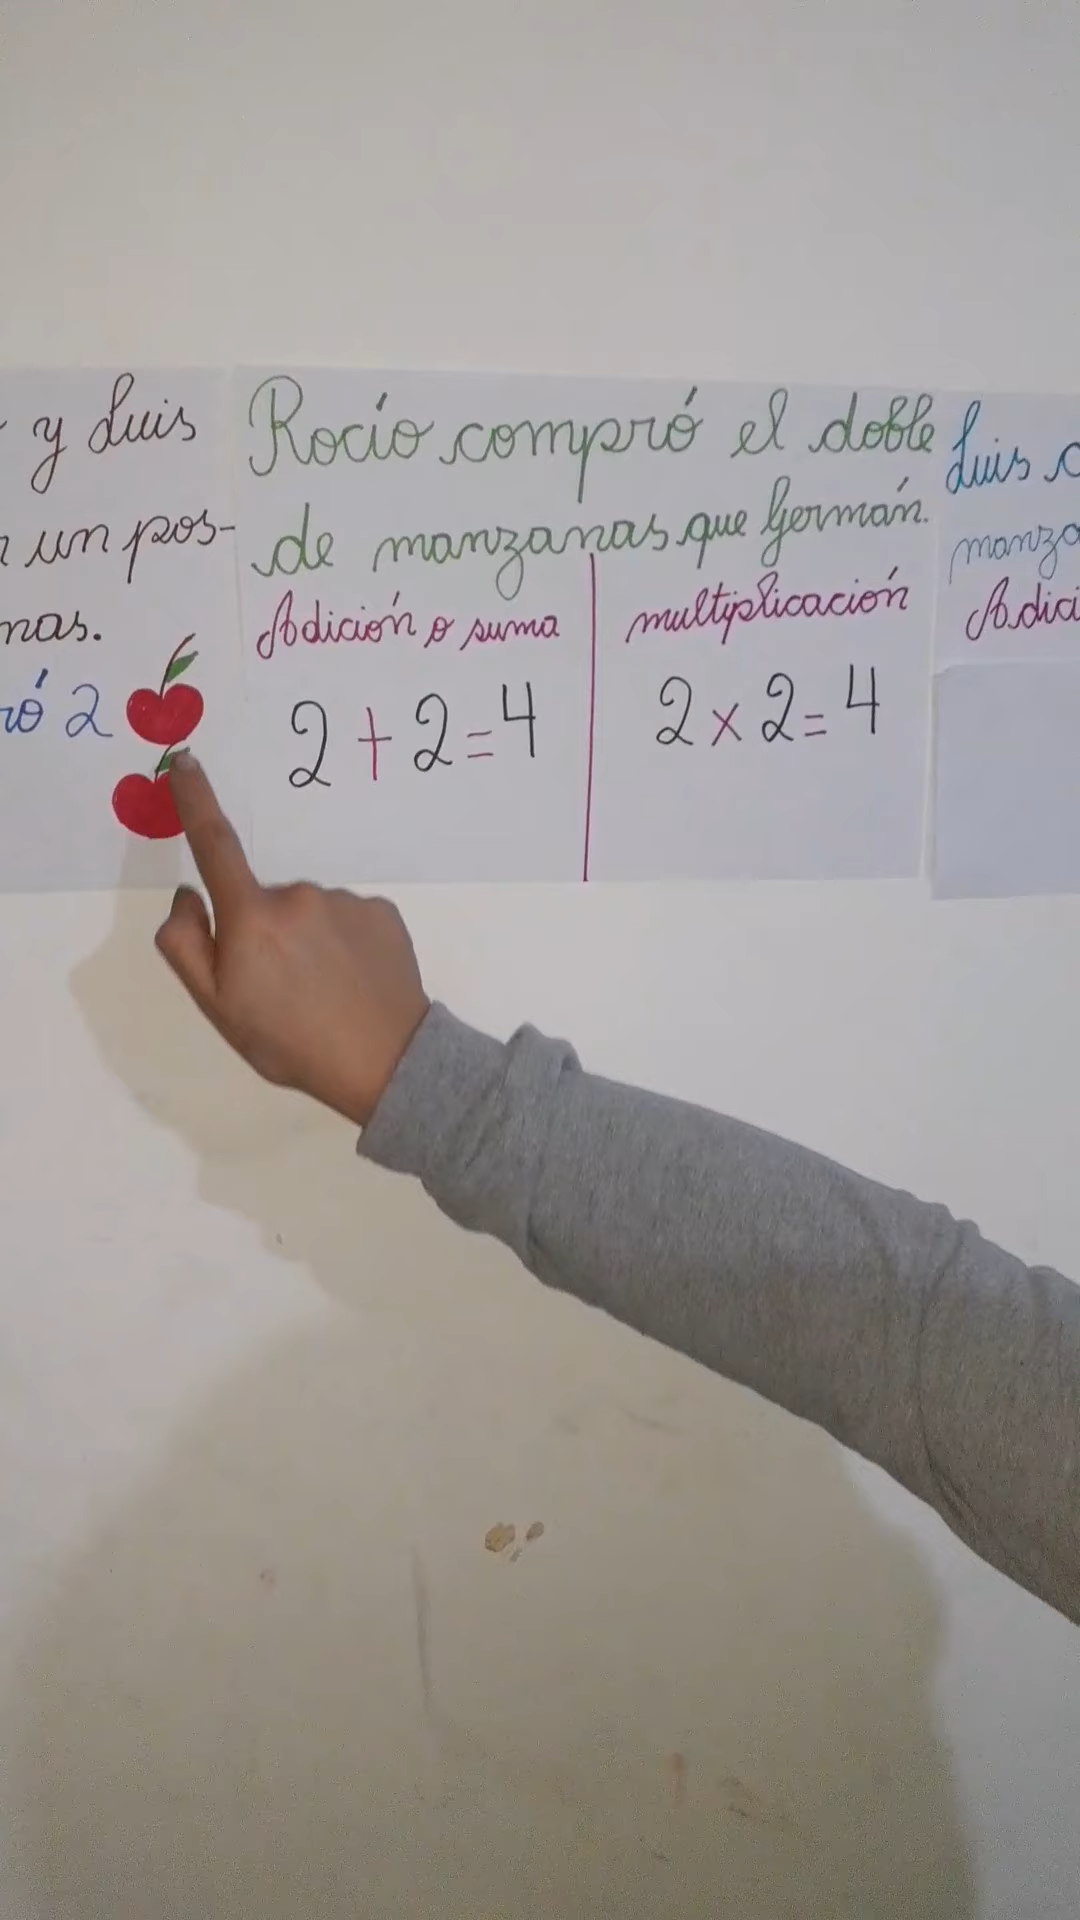 y Luis
un pos-
nas.
ró 2
Rocío compró el doble
de manzanas que Germán.
Adición o suma
2 + 2 = 4
multiplicación
2 x 2 = 4
Luis c
manza
Adici